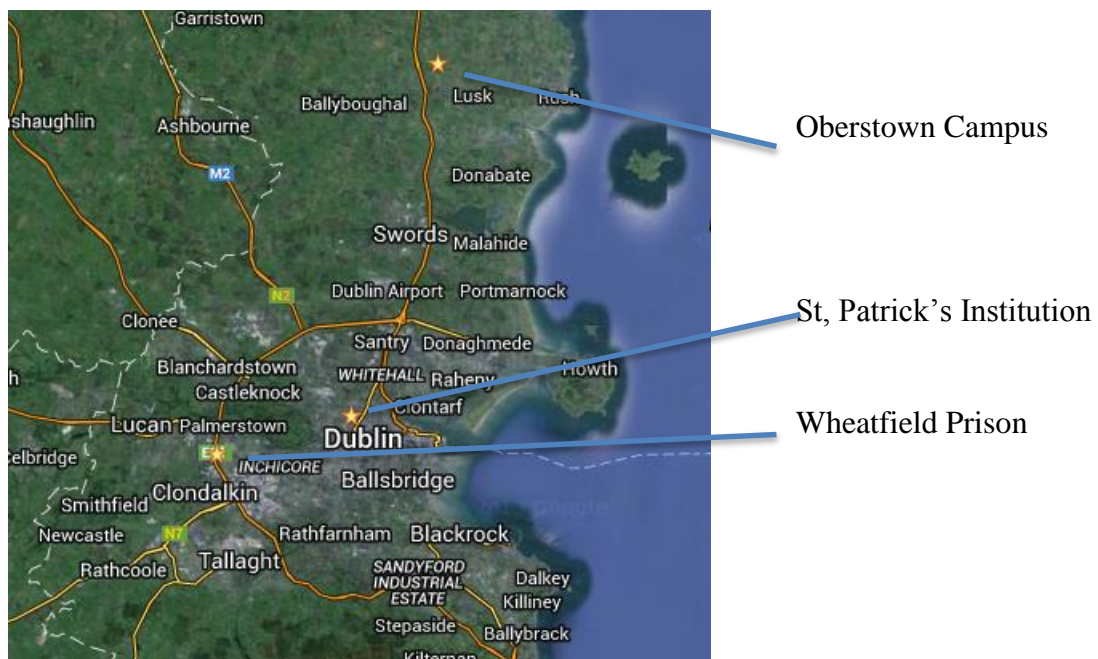 Garristown
Lusk
Rush
Ballyboughal
shaughlin
Ashbourne
Oberstown Campus
M2
Donabate
Swords
Malahide
N2
Dublin Airport
Portmarnock
St, Patrick's Institution
Clonee
Santry
Donaghmede
Blanchardstown
WHITEHALL
Raheny
Howth
Castleknock
Clontarf
Lucan
Palmerstown
Wheatfield Prison
Dublin
Celbridge
INCHICORE
Ballsbridge
Clondalkin
Smithfield
Newcastle
N7
Rathfarnham
Blackrock
Rathcoole
Tallaght
SANDYFORD
INDUSTRIAL
ESTATE
Dalkey
Killiney
Stepaside
Ballybrack
Kilternan